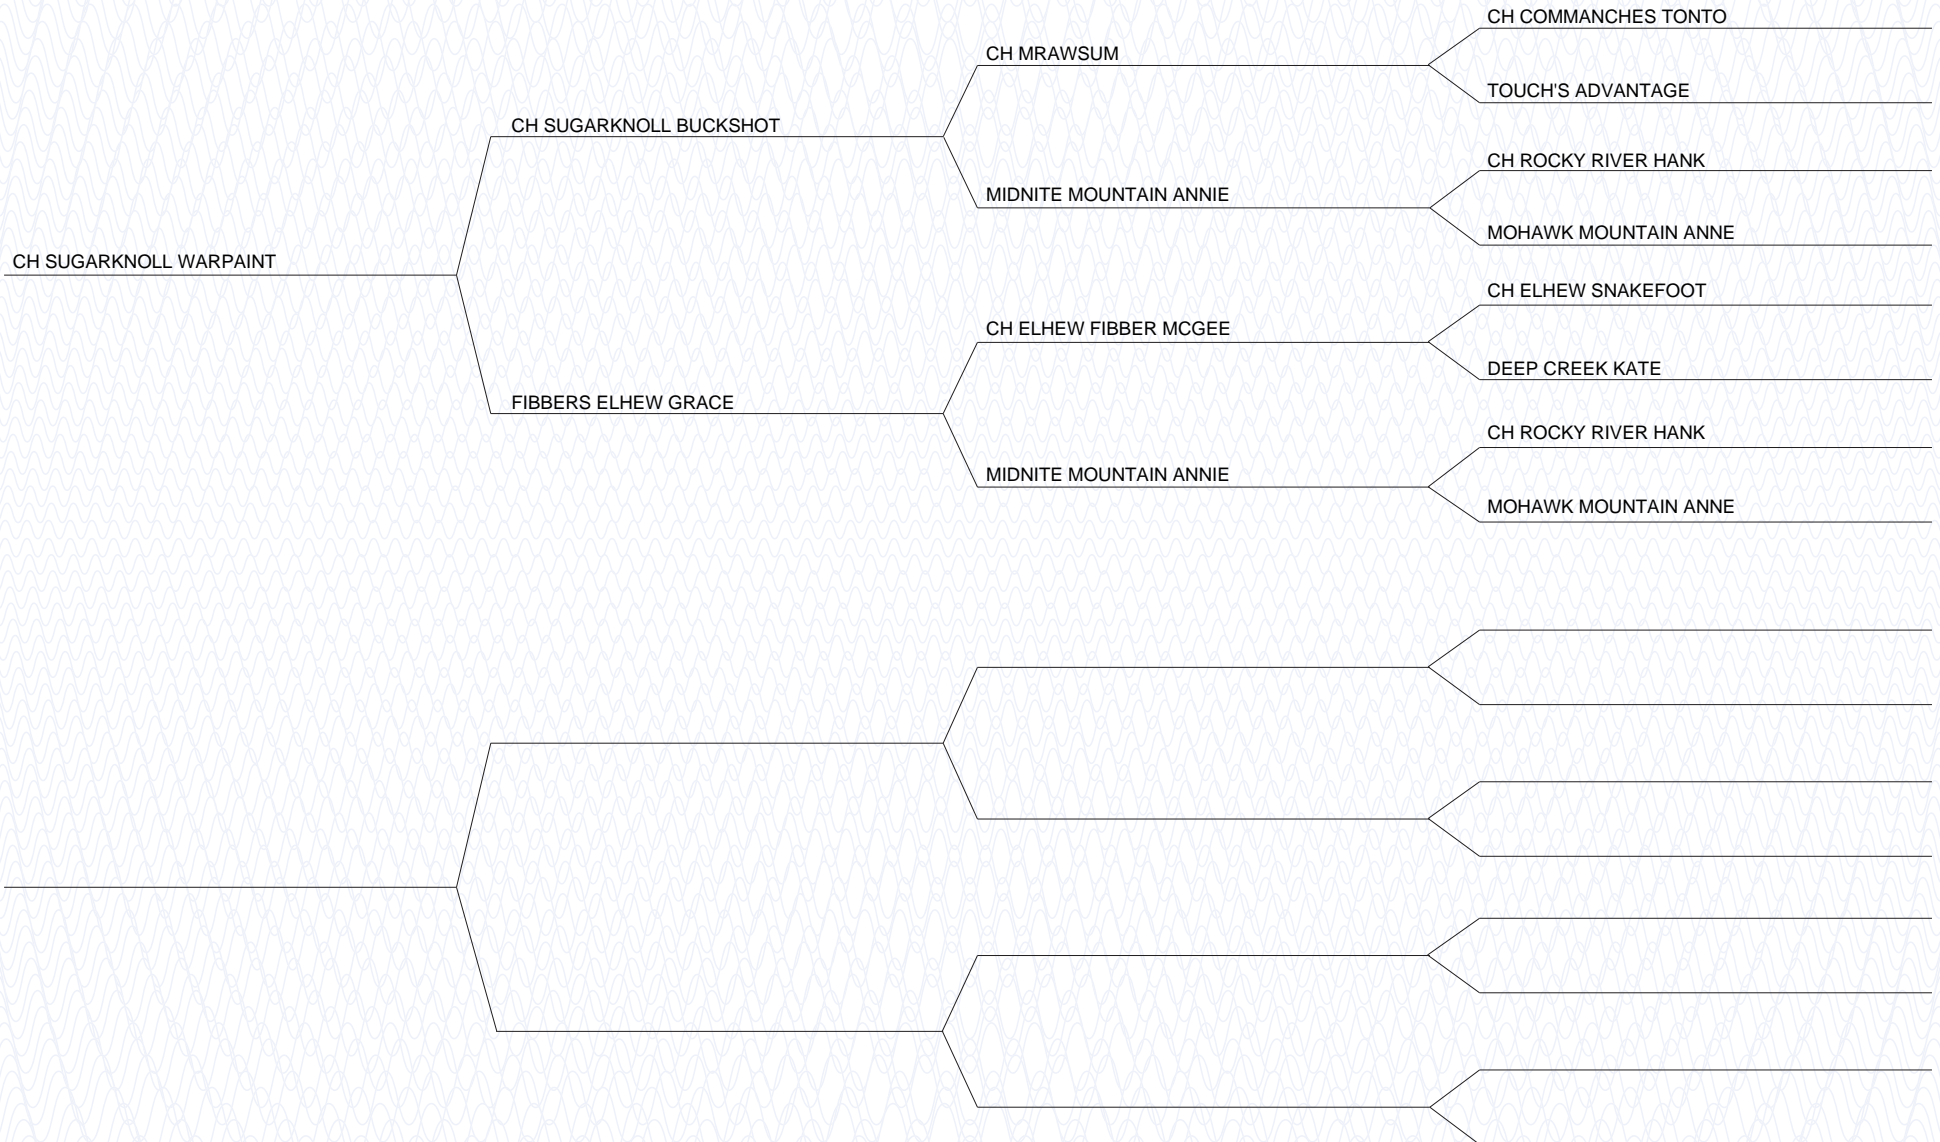 CH COMMANCHES TONTO
CH MRAWSUM
TOUCH'S ADVANTAGE
CH SUGARKNOLL BUCKSHOT
CH ROCKY RIVER HANK
MIDNITE MOUNTAIN ANNIE
MOHAWK MOUNTAIN ANNE
CH SUGARKNOLL WARPAINT
CH ELHEW SNAKEFOOT
CH ELHEW FIBBER MCGEE
DEEP CREEK KATE
FIBBERS ELHEW GRACE
CH ROCKY RIVER HANK
MIDNITE MOUNTAIN ANNIE
MOHAWK MOUNTAIN ANNE